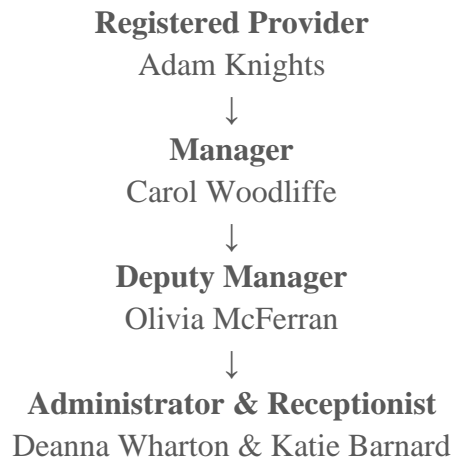 Registered Provider
Adam Knights
↓
Manager
Carol Woodliffe
↓
Deputy Manager
Olivia McFerran
↓
Administrator & Receptionist
Deanna Wharton & Katie Barnard